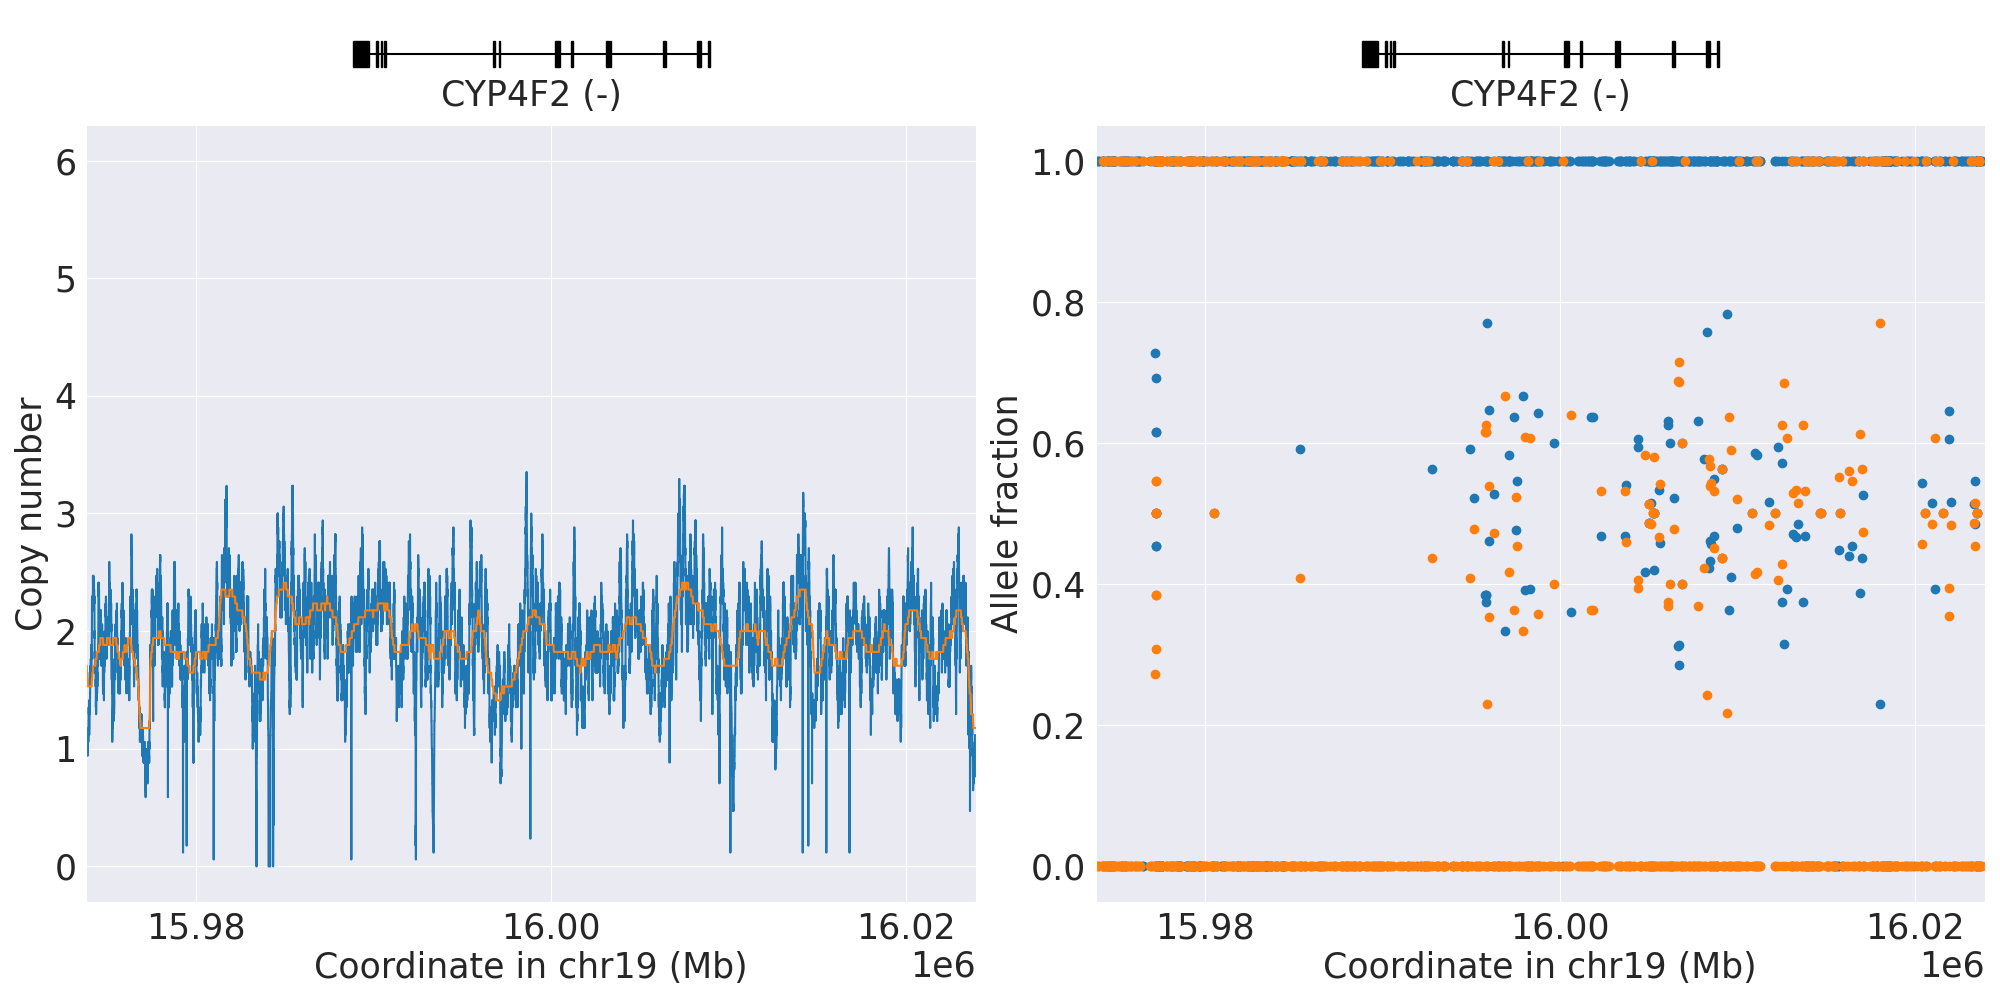 CYP4F2 (-)
6
5
4
3
2
1
0
Copy number
15.98
16.00
16.02
Coordinate in chr19 (Mb)
1e6
CYP4F2 (-)
1.0
0.8
0.6
0.4
0.2
0.0
Allele fraction
15.98
16.00
16.02
Coordinate in chr19 (Mb)
1e6